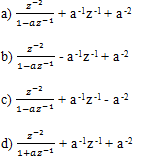 a) z⁻²/(1−az⁻¹) + a⁻¹z⁻¹ + a⁻²
b) z⁻²/(1−az⁻¹) - a⁻¹z⁻¹ + a⁻²
c) z⁻²/(1−az⁻¹) + a⁻¹z⁻¹ - a⁻²
d) z⁻²/(1+az⁻¹) + a⁻¹z⁻¹ + a⁻²